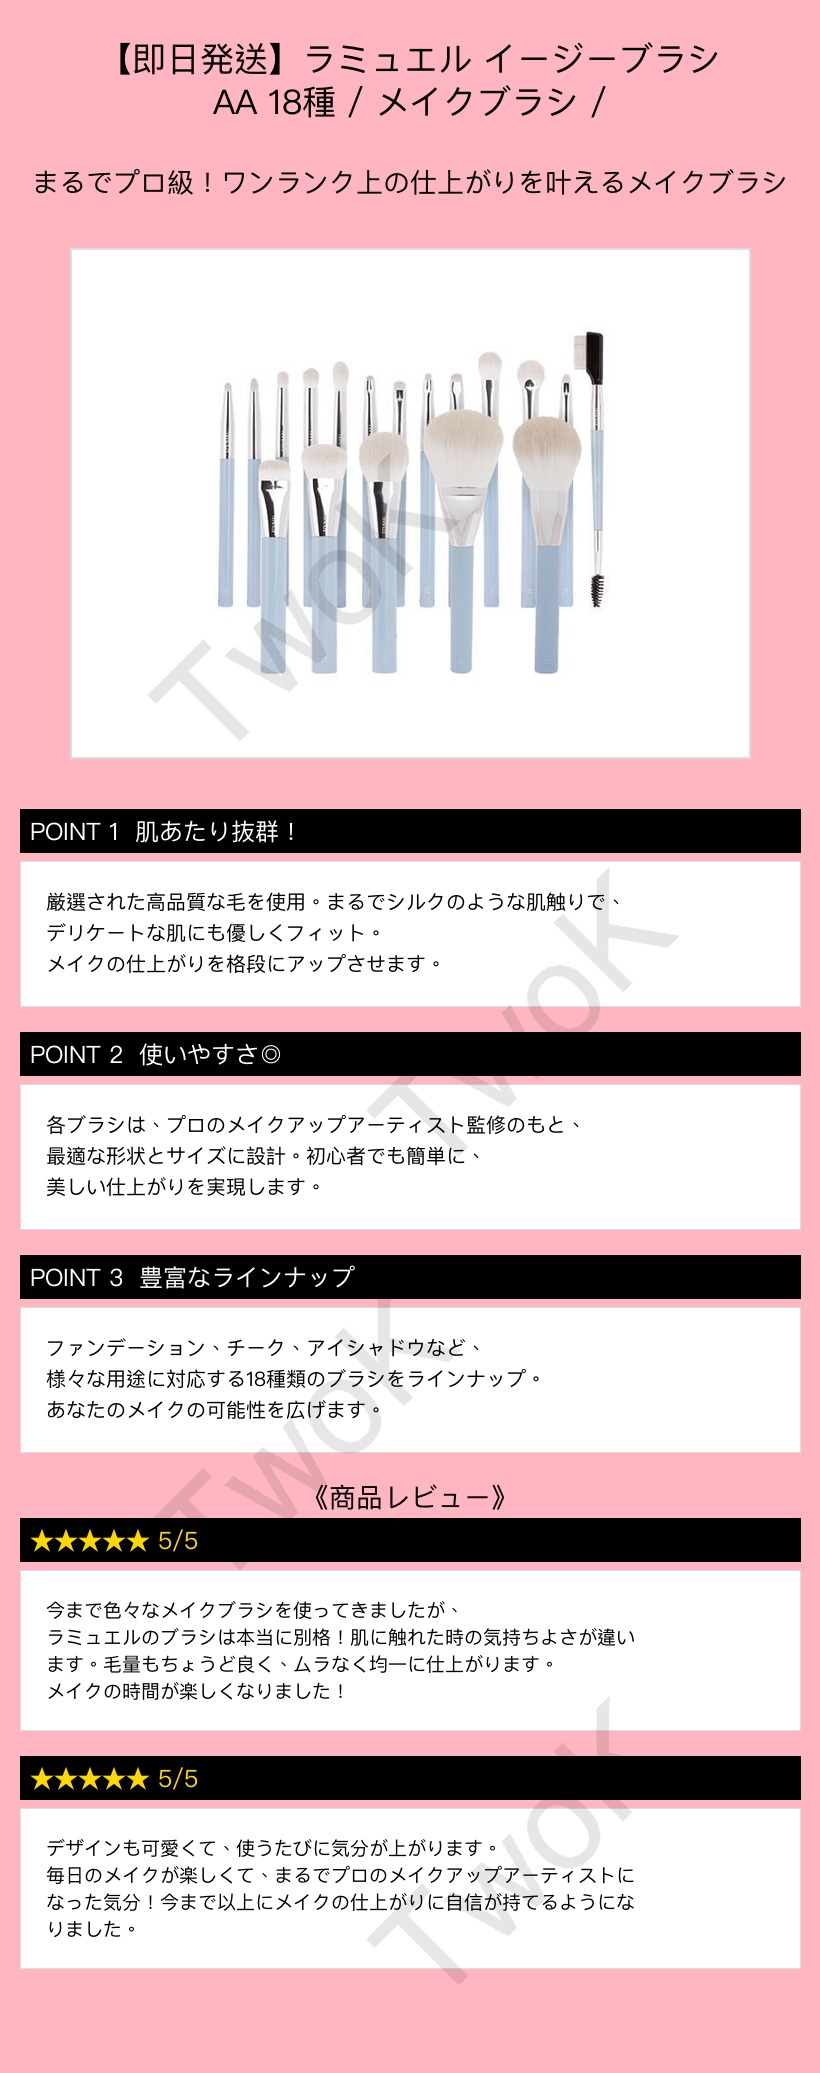 【即日発送】ラミュエル イージーブラシ
AA 18種 / メイクブラシ /
まるでプロ級！ワンランク上の仕上がりを叶えるメイクブラシ
TwoK
POINT 1 肌あたり抜群！
厳選された高品質な毛を使用。まるでシルクのような肌触りで、
デリケートな肌にも優しくフィット。
メイクの仕上がりを格段にアップさせます。
TwoK
POINT 2 使いやすさ◎
各ブラシは、プロのメイクアップアーティスト監修のもと、
最適な形状とサイズに設計。初心者でも簡単に、
美しい仕上がりを実現します。
POINT 3 豊富なラインナップ
ファンデーション、チーク、アイシャドウなど、
様々な用途に対応する18種類のブラシをラインナップ。
あなたのメイクの可能性を広げます。
TwoK
《商品レビュー》
★★★★★ 5/5
今まで色々なメイクブラシを使ってきましたが、
ラミュエルのブラシは本当に別格！肌に触れた時の気持ちよさが違い
ます。毛量もちょうど良く、ムラなく均一に仕上がります。
メイクの時間が楽しくなりました！
★★★★★ 5/5
デザインも可愛くて、使うたびに気分が上がります。
毎日のメイクが楽しくて、まるでプロのメイクアップアーティストに
なった気分！今まで以上にメイクの仕上がりに自信が持てるようにな
りました。
TwoK